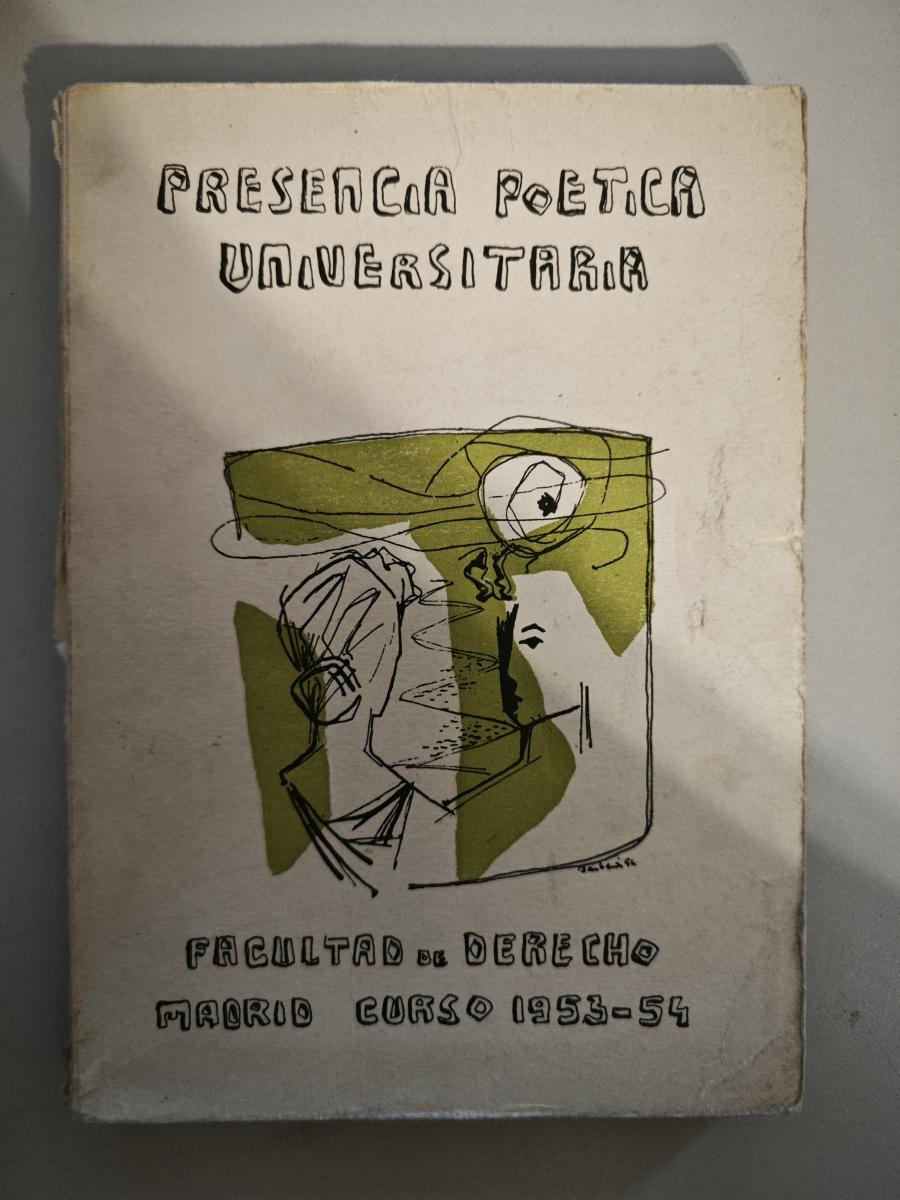 PRESENCIA POETICA
UNIVERSITARIA
FACULTAD DE DERECHO
MADRID CURSO 1953-54